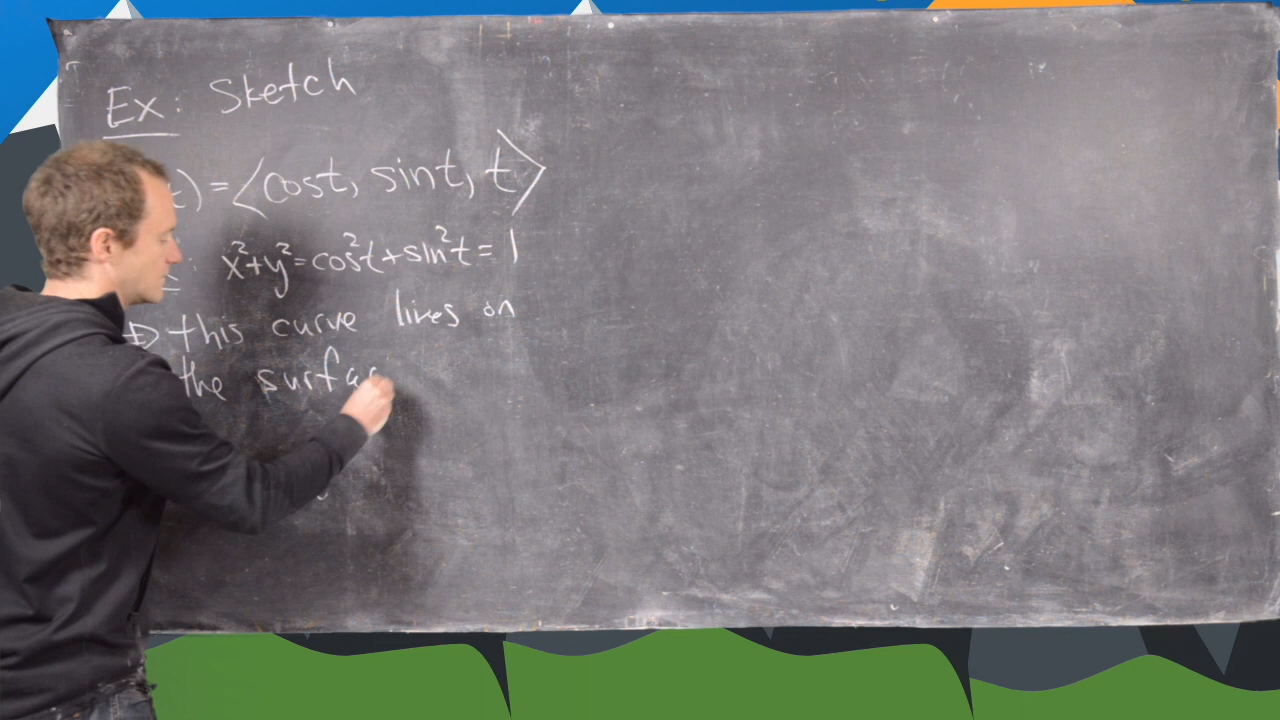 Ex: Sketch
t) = ⟨cost, sint, t⟩
: x²+y²=cos²t+sin²t=1
⇒ this curve lives on
the surfac